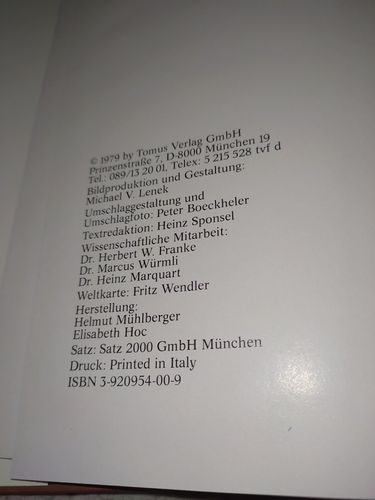 © 1979 by Tomus Verlag GmbH
Prinzenstraße 7, D-8000 München 19
Tel.: 089/13 20 01. Telex: 5 215 528 tvf d
Bildproduktion und Gestaltung:
Michael V. Lenek
Umschlaggestaltung und
Umschlagfoto: Peter Boeckheler
Textredaktion: Heinz Sponsel
Wissenschaftliche Mitarbeit:
Dr. Herbert W. Franke
Dr. Marcus Würmli
Dr. Heinz Marquart
Weltkarte: Fritz Wendler
Herstellung:
Helmut Mühlberger
Elisabeth Hoc
Satz: Satz 2000 GmbH München
Druck: Printed in Italy
ISBN 3-920954-00-9